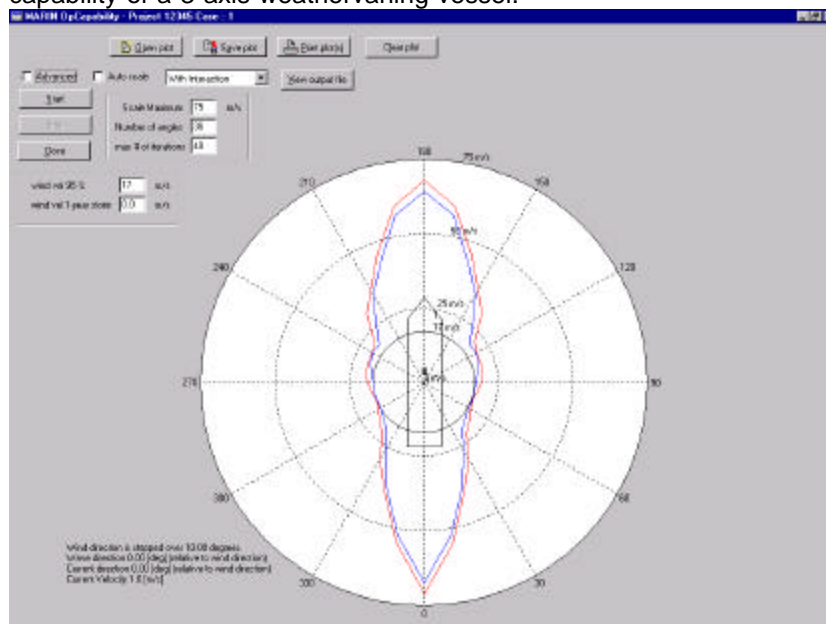 capability of a 3-axis weathervaning vessel.
MARIN DpCapability - Project 12345 Case : 1
Open plot Save plot Print plot(s) Clear plot
Advanced Auto scale With Interaction View output file
Start
Scale Maximum 75 m/s
Number of angles 36
Done max # of iterations 40
wind vel 95 % 17 m/s
wind vel 1-year storm 0.0 m/s
180 75 m/s
210 150
50 m/s
240 120
25 m/s
17 m/s
270 90
300 60
330 30
0
Wind direction is stepped over 10.00 degrees.
Wave direction 0.00 [deg] (relative to wind direction)
Current direction 0.00 [deg] (relative to wind direction)
Current Velocity 1.0 [m/s]